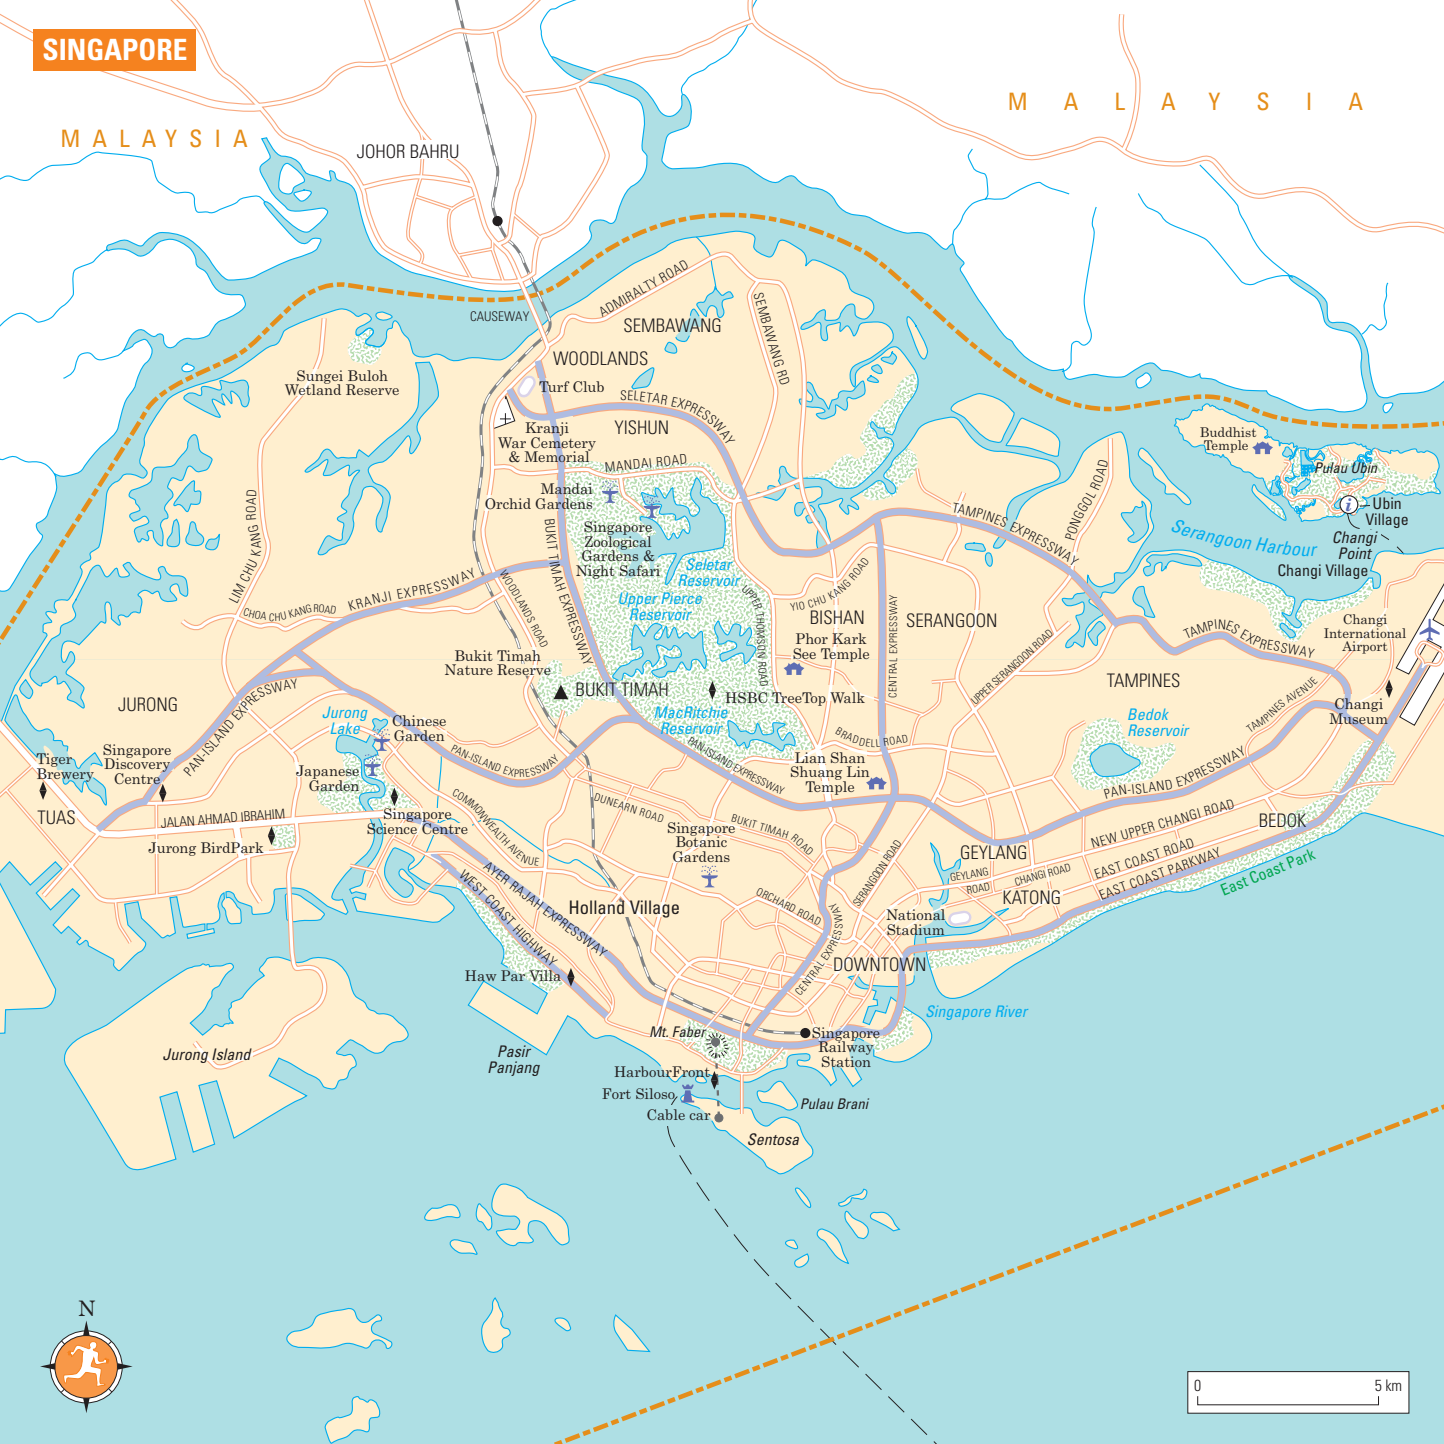 SINGAPORE
MALAYSIA
MALAYSIA
JOHOR BAHRU
CAUSEWAY
ADMIRALTY ROAD
SEMBAWANG
SEMBAWANG RD
WOODLANDS
Turf Club
Sungei Buloh
Wetland Reserve
SELETAR EXPRESSWAY
YISHUN
Kranji
War Cemetery
& Memorial
MANDAI ROAD
Mandai
Orchid Gardens
Singapore
Zoological
Gardens &
Night Safari
Seletar
Reservoir
Upper Pierce
Reservoir
BUKIT TIMAH EXPRESSWAY
LIM CHU KANG ROAD
CHOA CHU KANG ROAD
KRANJI EXPRESSWAY
WOODLANDS ROAD
UPPER THOMSON ROAD
YIO CHU KANG ROAD
BISHAN
Phor Kark
See Temple
CENTRAL EXPRESSWAY
SERANGOON
UPPER SERANGOON ROAD
TAMPINES EXPRESSWAY
PONGGOL ROAD
Buddhist
Temple
Pulau Ubin
i
Ubin
Village
Changi
Point
Changi Village
Serangoon Harbour
TAMPINES EXPRESSWAY
Changi
International
Airport
Changi
Museum
TAMPINES
TAMPINES AVENUE
Bedok
Reservoir
Bukit Timah
Nature Reserve
BUKIT TIMAH
HSBC TreeTop Walk
MacRitchie
Reservoir
PAN-ISLAND EXPRESSWAY
BRADDELL ROAD
Lian Shan
Shuang Lin
Temple
JURONG
PAN-ISLAND EXPRESSWAY
Jurong
Lake
Chinese
Garden
PAN-ISLAND EXPRESSWAY
Japanese
Garden
Singapore
Discovery
Centre
Tiger
Brewery
TUAS
JALAN AHMAD IBRAHIM
Singapore
Science Centre
Jurong BirdPark
COMMONWEALTH AVENUE
DUNEARN ROAD
BUKIT TIMAH ROAD
Singapore
Botanic
Gardens
PAN-ISLAND EXPRESSWAY
NEW UPPER CHANGI ROAD
BEDOK
GEYLANG
GEYLANG
ROAD
CHANGI ROAD
EAST COAST ROAD
EAST COAST PARKWAY
East Coast Park
KATONG
SERANGOON ROAD
ORCHARD ROAD
National
Stadium
AYER RAJAH EXPRESSWAY
WEST COAST HIGHWAY
Holland Village
Haw Par Villa
CENTRAL EXPRESSWAY
DOWNTOWN
Singapore River
Mt. Faber
Singapore
Railway
Station
Jurong Island
Pasir
Panjang
HarbourFront
Fort Siloso
Cable car
Pulau Brani
Sentosa
N
0 5 km